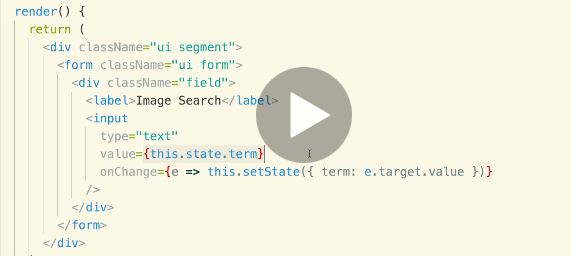 render() {
return (
<div className="ui segment">
<form className="ui form">
<div className="field">
<label>Image Search</label>
<input
type="text"
value={this.state.term}
onChange={e => this.setState({ term: e.target.value })}
/>
</div>
</form>
</div>